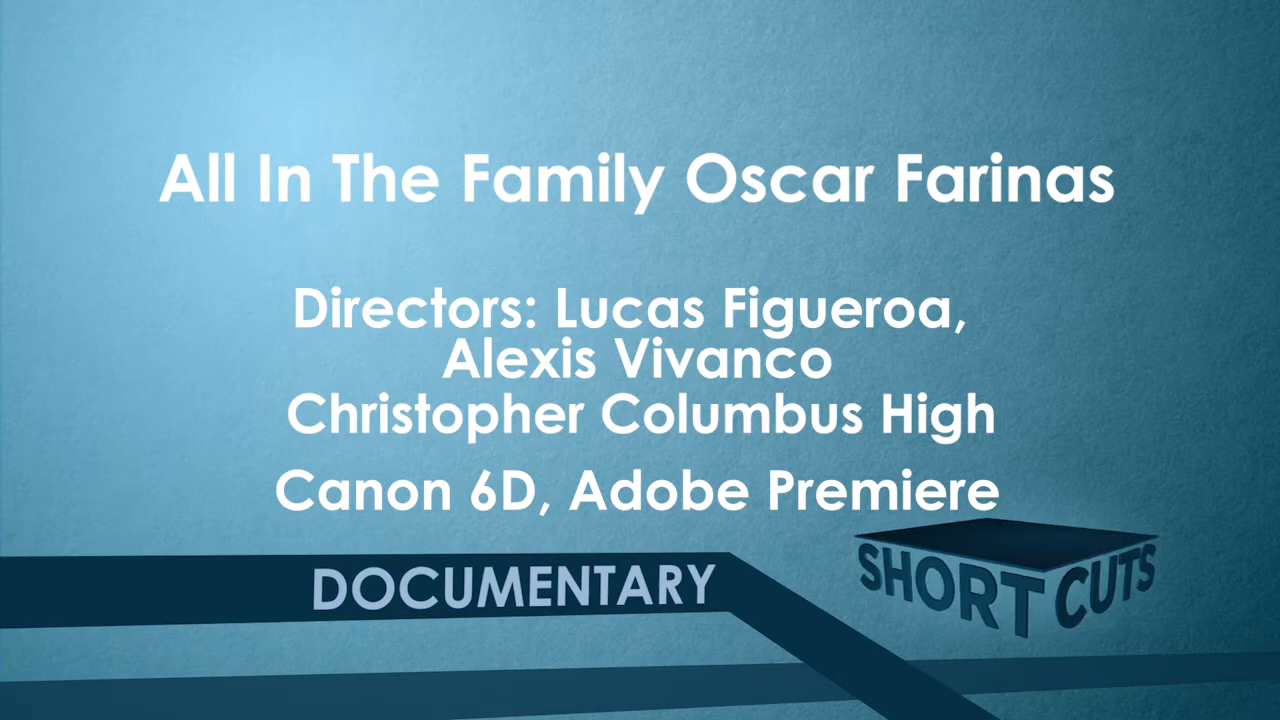 All In The Family Oscar Farinas
Directors: Lucas Figueroa,
Alexis Vivanco
Christopher Columbus High
Canon 6D, Adobe Premiere
DOCUMENTARY
SHORT CUTS